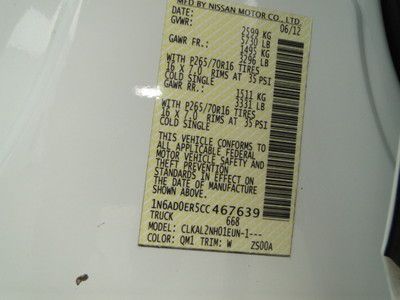 MFD BY NISSAN MOTOR CO., LTD.
DATE: 06/12
GVWR: 2599 KG
5730 LB
GAWR FR: 1495 KG
3296 LB
WITH P265/70R16 TIRES
16 X 7.0 RIMS AT 35 PSI
COLD SINGLE
GAWR RR: 1511 KG
3331 LB
WITH P265/70R16 TIRES
16 X 7.0 RIMS AT 35 PSI
COLD SINGLE
THIS VEHICLE CONFORMS TO
ALL APPLICABLE FEDERAL
MOTOR VEHICLE SAFETY AND
THEFT PREVENTION
STANDARDS IN EFFECT ON
THE DATE OF MANUFACTURE
SHOWN ABOVE.
1N6AD0ER5CC467639
TRUCK 668
MODEL: CLKAL2NH01EUN-1---
COLOR: QM1 TRIM: W ZS00A